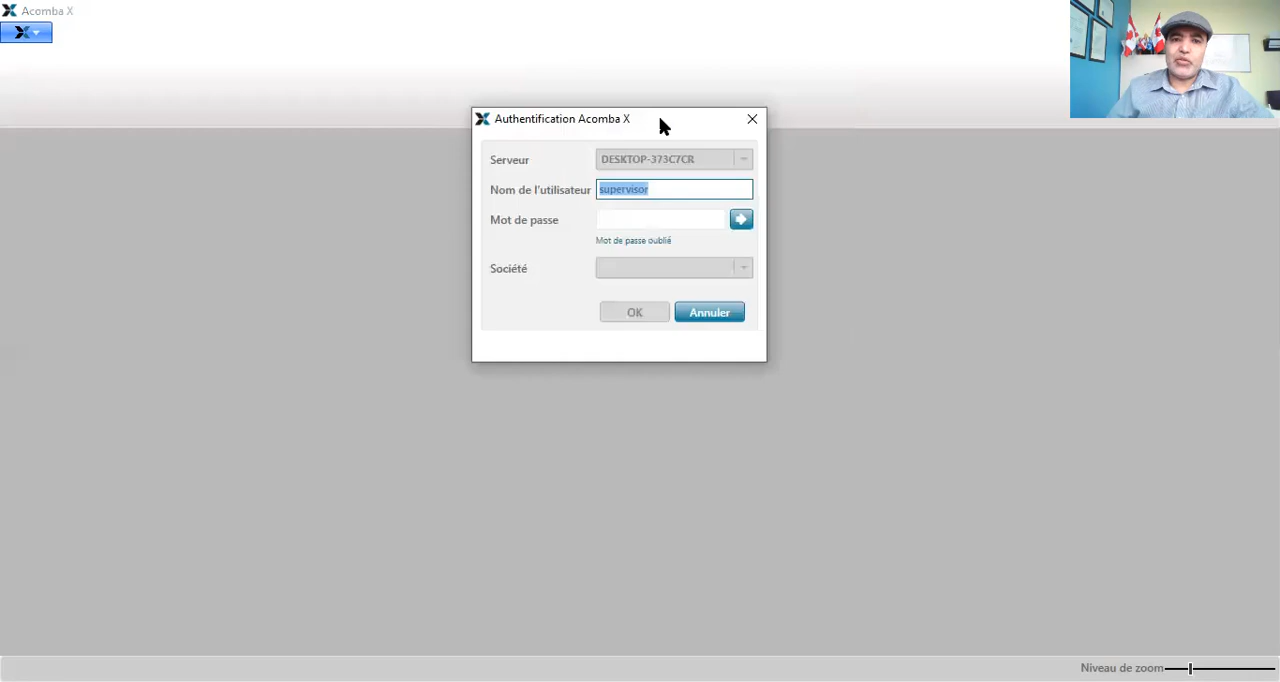 Acomba X
Authentification Acomba X
Serveur DESKTOP-373C7CR
Nom de l'utilisateur supervisor
Mot de passe
Mot de passe oublié
Société
OK Annuler
Niveau de zoom